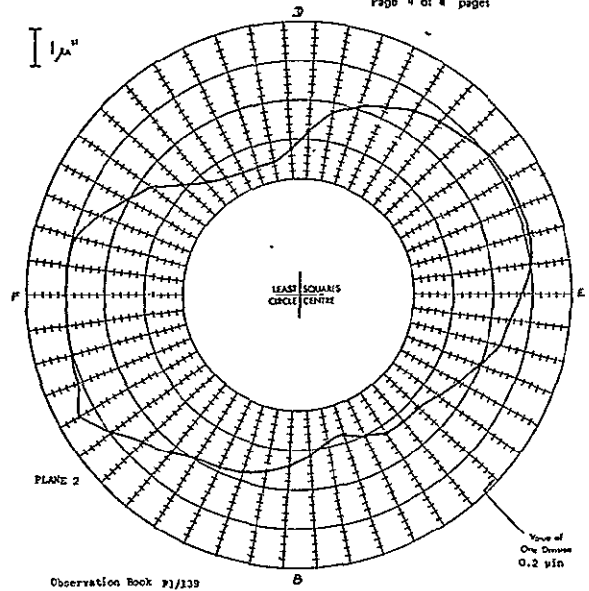 Page 4 of 4 pages
D
1μ"
LEAST SQUARES
CIRCLE CENTRE
F
E
PLANE 2
Value of
One Division
0.2 μin
B
Observation Book P1/139